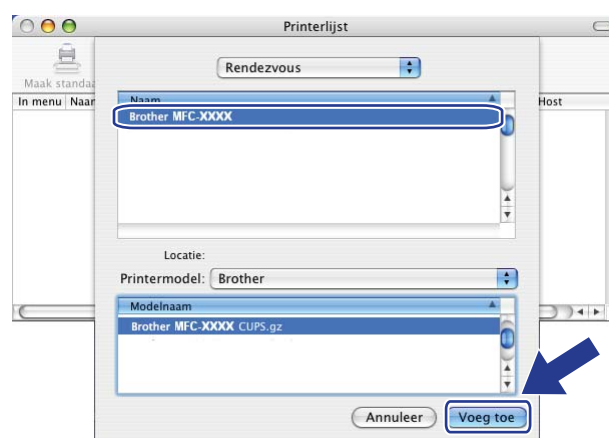 Printerlijst
Rendezvous
Maak standaa
In menu Naar
Naam
Host
Brother MFC-XXXX
Locatie:
Printermodel: Brother
Modelnaam
Brother MFC-XXXX CUPS.gz
Annuleer Voeg toe